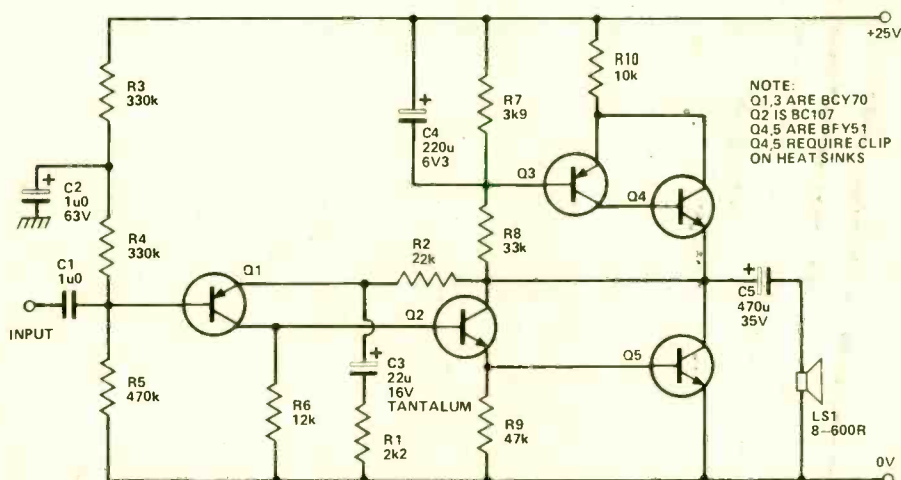 +25V
R3
330k
R10
10k
R7
3k9
C4
220u
6V3
NOTE:
Q1,3 ARE BCY70
Q2 IS BC107
Q4,5 ARE BFY51
Q4,5 REQUIRE CLIP
ON HEAT SINKS
C2
1u0
63V
Q3
Q4
R4
330k
R8
33k
R2
22k
C1
1u0
Q1
Q2
C5
470u
35V
INPUT
R5
470k
R6
12k
C3
22u
16V
TANTALUM
R1
2k2
R9
47k
Q5
LS1
8–600R
0V